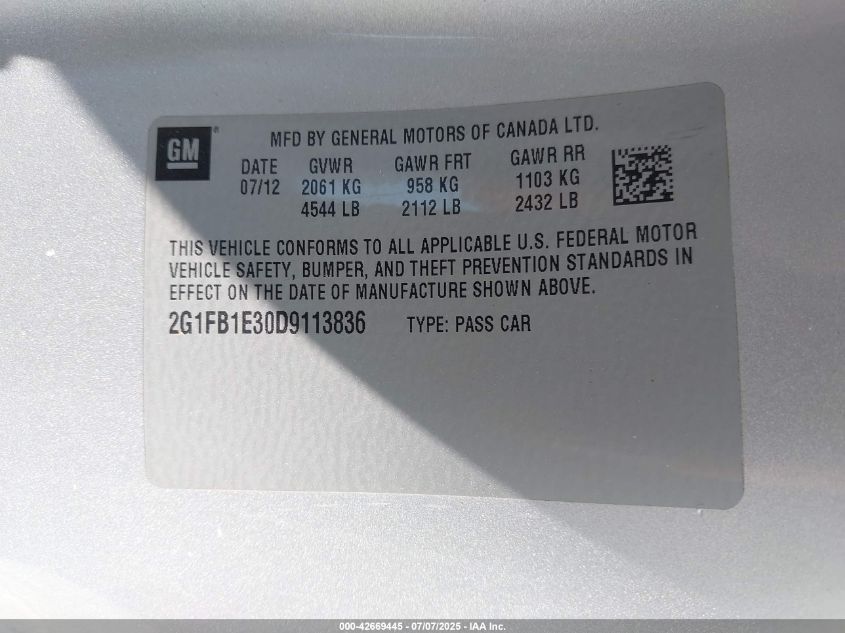 GM®
MFD BY GENERAL MOTORS OF CANADA LTD.
DATE GVWR GAWR FRT GAWR RR
07/12 2061 KG 958 KG 1103 KG
4544 LB 2112 LB 2432 LB
THIS VEHICLE CONFORMS TO ALL APPLICABLE U.S. FEDERAL MOTOR
VEHICLE SAFETY, BUMPER, AND THEFT PREVENTION STANDARDS IN
EFFECT ON THE DATE OF MANUFACTURE SHOWN ABOVE.
2G1FB1E30D9113836 TYPE: PASS CAR
000-42669445 - 07/07/2025 - IAA Inc.